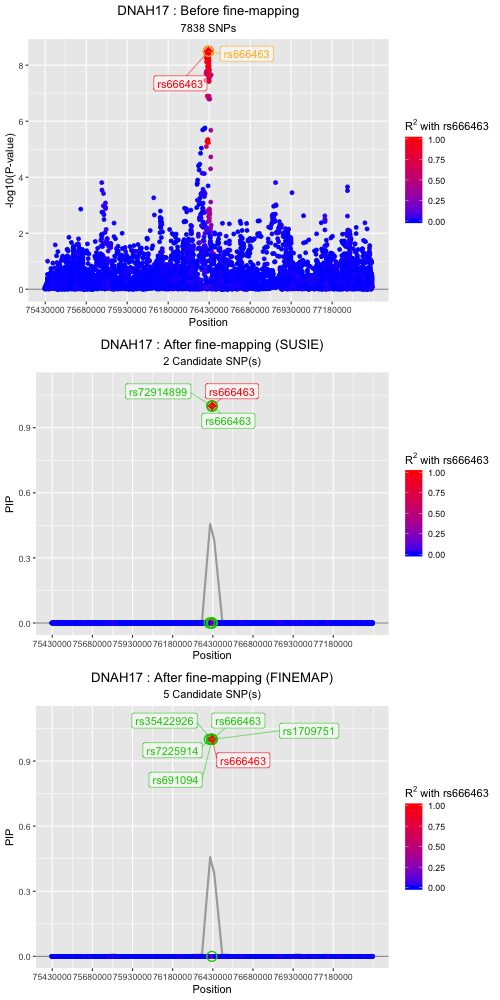 DNAH17 : Before fine-mapping
7838 SNPs
rs666463
rs666463
-log10(P-value)
8
6
4
2
0
75430000 75680000 75930000 76180000 76430000 76680000 76930000 77180000
Position
R2 with rs666463
1.00
0.75
0.50
0.25
0.00
DNAH17 : After fine-mapping (SUSIE)
2 Candidate SNP(s)
rs72914899
rs666463
rs666463
PIP
0.9
0.6
0.3
0.0
75430000 75680000 75930000 76180000 76430000 76680000 76930000 77180000
Position
R2 with rs666463
1.00
0.75
0.50
0.25
0.00
DNAH17 : After fine-mapping (FINEMAP)
5 Candidate SNP(s)
rs35422926
rs666463
rs1709751
rs7225914
rs666463
rs691094
PIP
0.9
0.6
0.3
0.0
75430000 75680000 75930000 76180000 76430000 76680000 76930000 77180000
Position
R2 with rs666463
1.00
0.75
0.50
0.25
0.00